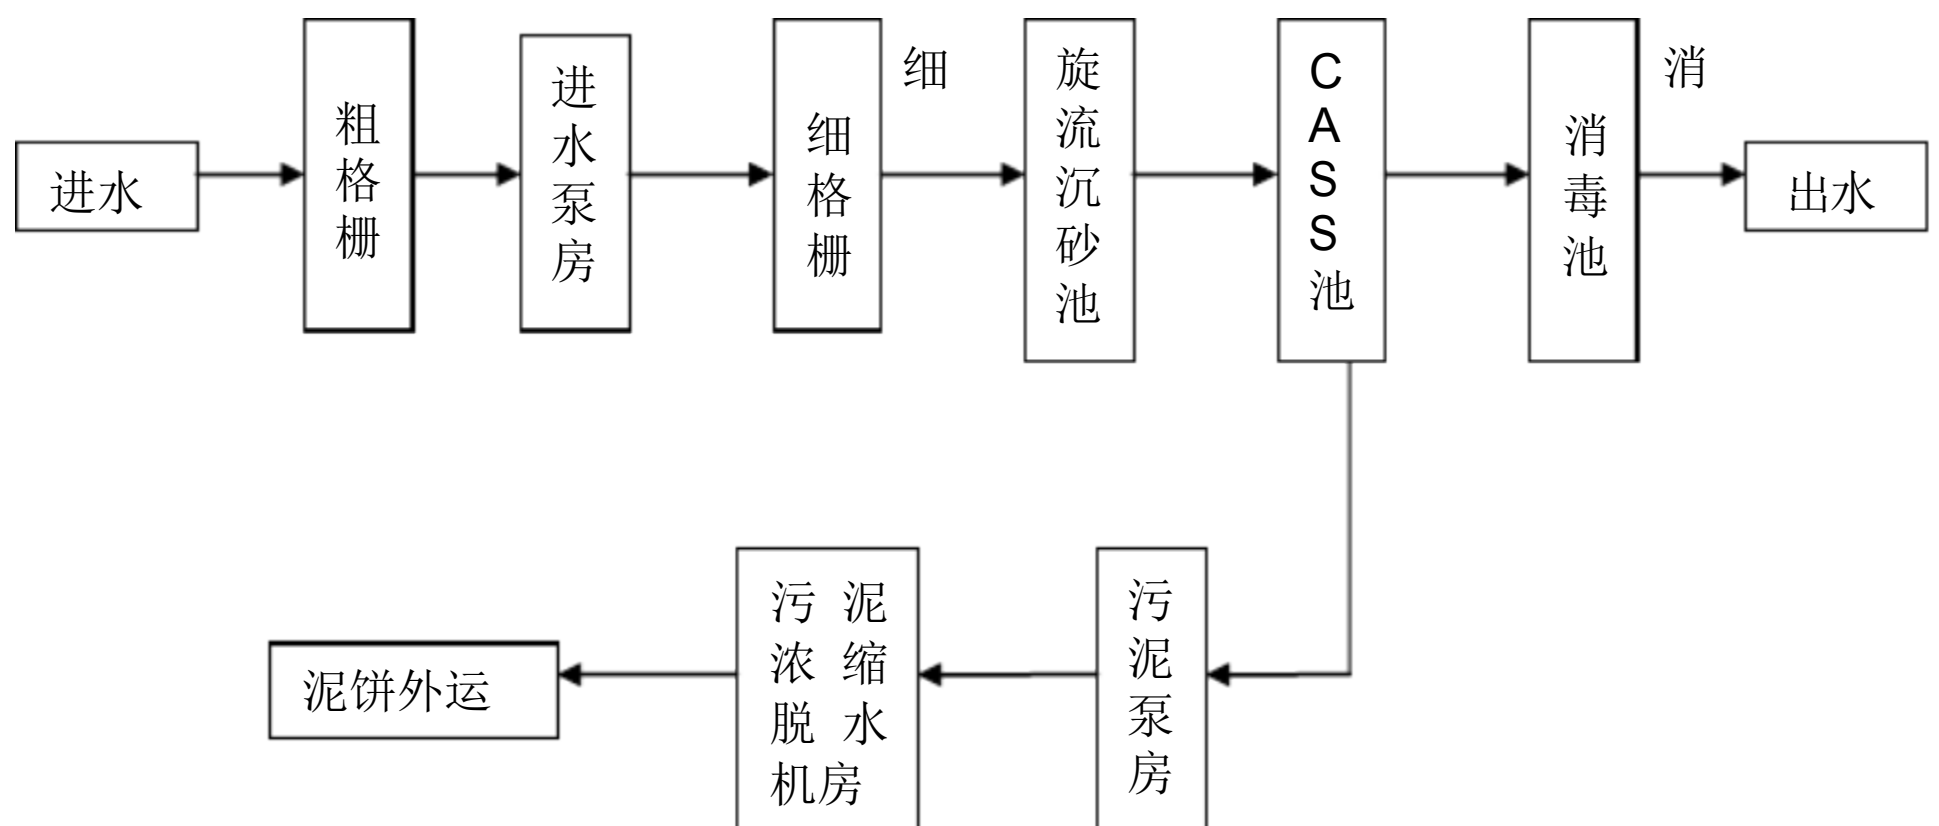 进水
粗格栅
进水泵房
细格栅
细
旋流沉砂池
CASS池
消毒池
消
出水
泥饼外运
污泥
浓缩
脱水
机房
污泥泵房